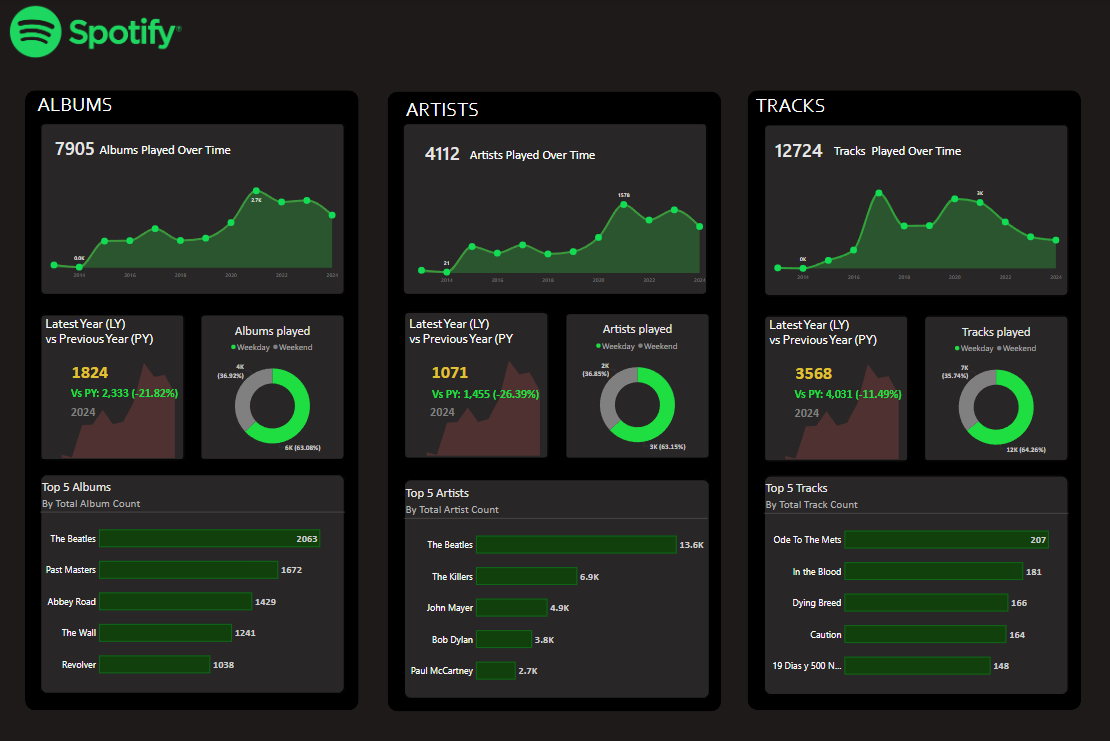 Spotify®
ALBUMS
7905 Albums Played Over Time
2.7K
0.0K
2014 2016 2018 2020 2022 2024
Latest Year (LY)
vs Previous Year (PY)
1824
Vs PY: 2,333 (-21.82%)
2024
Albums played
Weekday Weekend
4K
(36.92%)
6K (63.08%)
Top 5 Albums
By Total Album Count
The Beatles 2063
Past Masters 1672
Abbey Road 1429
The Wall 1241
Revolver 1038
ARTISTS
4112 Artists Played Over Time
1578
21
2014 2016 2018 2020 2022 2024
Latest Year (LY)
vs Previous Year (PY
1071
Vs PY: 1,455 (-26.39%)
2024
Artists played
Weekday Weekend
2K
(36.85%)
3K (63.15%)
Top 5 Artists
By Total Artist Count
The Beatles 13.6K
The Killers 6.9K
John Mayer 4.9K
Bob Dylan 3.8K
Paul McCartney 2.7K
TRACKS
12724 Tracks Played Over Time
3K
0K
2014 2016 2018 2020 2022 2024
Latest Year (LY)
vs Previous Year (PY)
3568
Vs PY: 4,031 (-11.49%)
2024
Tracks played
Weekday Weekend
7K
(35.74%)
12K (64.26%)
Top 5 Tracks
By Total Track Count
Ode To The Mets 207
In the Blood 181
Dying Breed 166
Caution 164
19 Dias y 500 N... 148